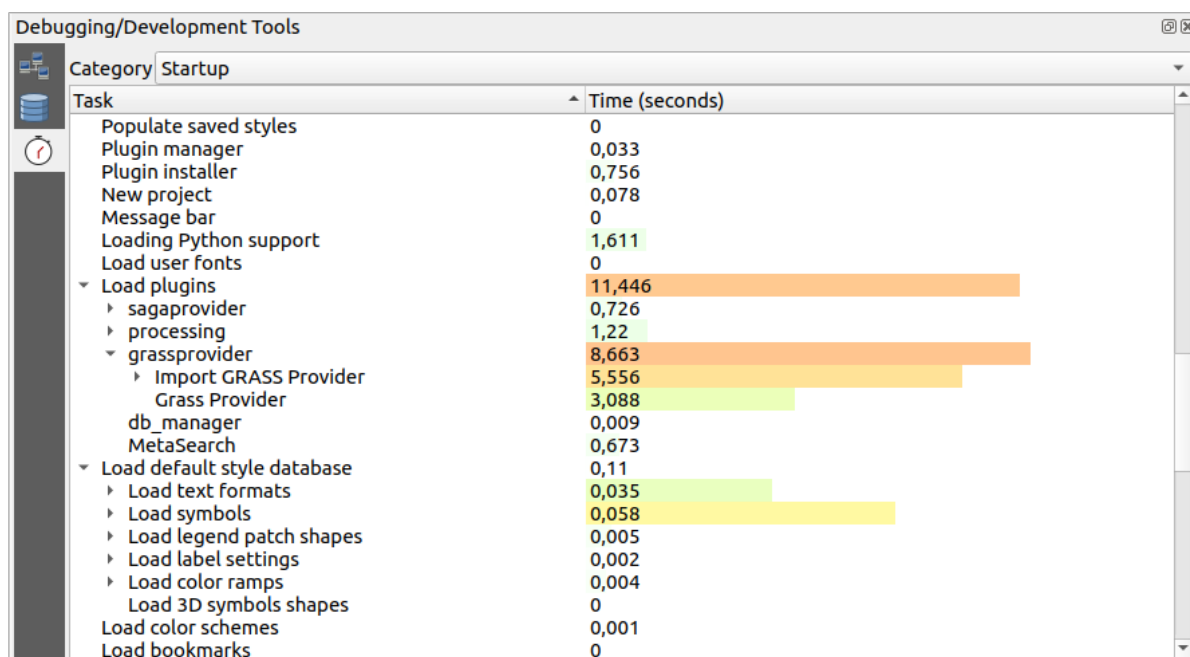 Debugging/Development Tools
Category Startup
Task Time (seconds)
Populate saved styles 0
Plugin manager 0,033
Plugin installer 0,756
New project 0,078
Message bar 0
Loading Python support 1,611
Load user fonts 0
Load plugins 11,446
sagaprovider 0,726
processing 1,22
grassprovider 8,663
Import GRASS Provider 5,556
Grass Provider 3,088
db_manager 0,009
MetaSearch 0,673
Load default style database 0,11
Load text formats 0,035
Load symbols 0,058
Load legend patch shapes 0,005
Load label settings 0,002
Load color ramps 0,004
Load 3D symbols shapes 0
Load color schemes 0,001
Load bookmarks 0